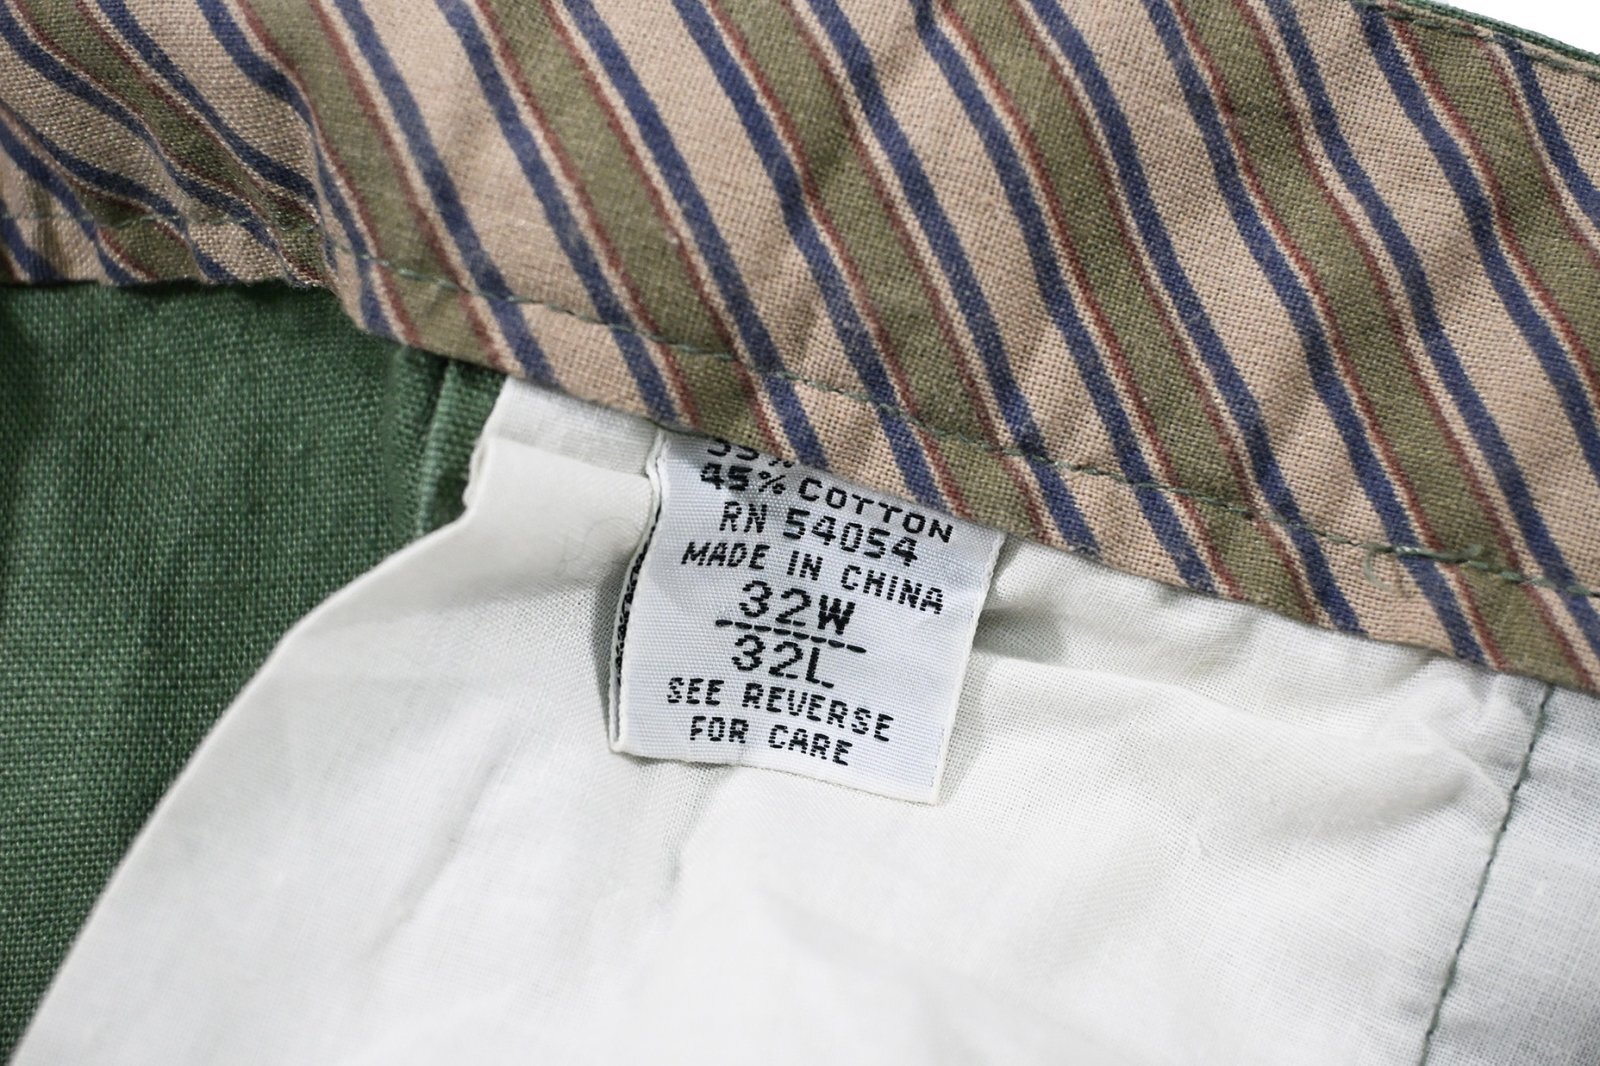 45% COTTON
RN 54054
MADE IN CHINA
32W
32L
SEE REVERSE
FOR CARE